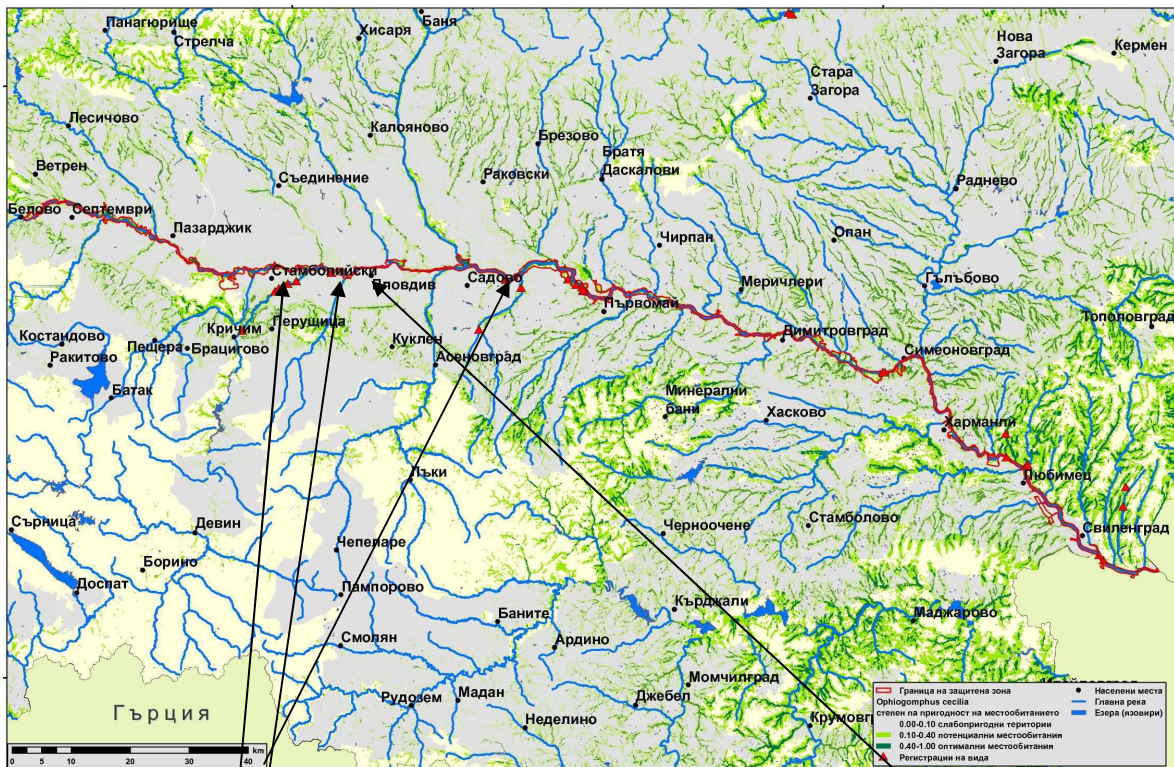 Панагюрище
Стрелча
Хисаря
Баня
Нова
Загора
Кермен
Стара
Загора
Лесичово
Калояново
Брезово
Братя
Даскалови
Ветрен
Съединение
Раковски
Раднево
Белово
Септември
Пазарджик
Чирпан
Опан
Стамболийски
Пловдив
Садово
Гълъбово
Меричлери
Първомай
Тополовград
Костандово
Кричим
Перущица
Димитровград
Ракитово
Пещера
Брацигово
Куклен
Асеновград
Симеоновград
Батак
Минерални
бани
Хасково
Харманли
Лъки
Любимец
Сърница
Девин
Черноочене
Стамболово
Свиленград
Чепеларе
Борино
Доспат
Пампорово
Баните
Кърджали
Маджарово
Смолян
Ардино
Момчилград
Рудозем
Мадан
Джебел
Гърция
Неделино
Граница на защитена зона
Населени места
Ophiogomphus cecilia
Главна река
степен на пригодност на местообитанието
Езера (изовири)
0.00-0.10 слабопригодни територии
0.10-0.40 потенциални местообитания
0.40-1.00 оптимални местообитания
Регистрации на вида
km
0 5 10 20 30 40